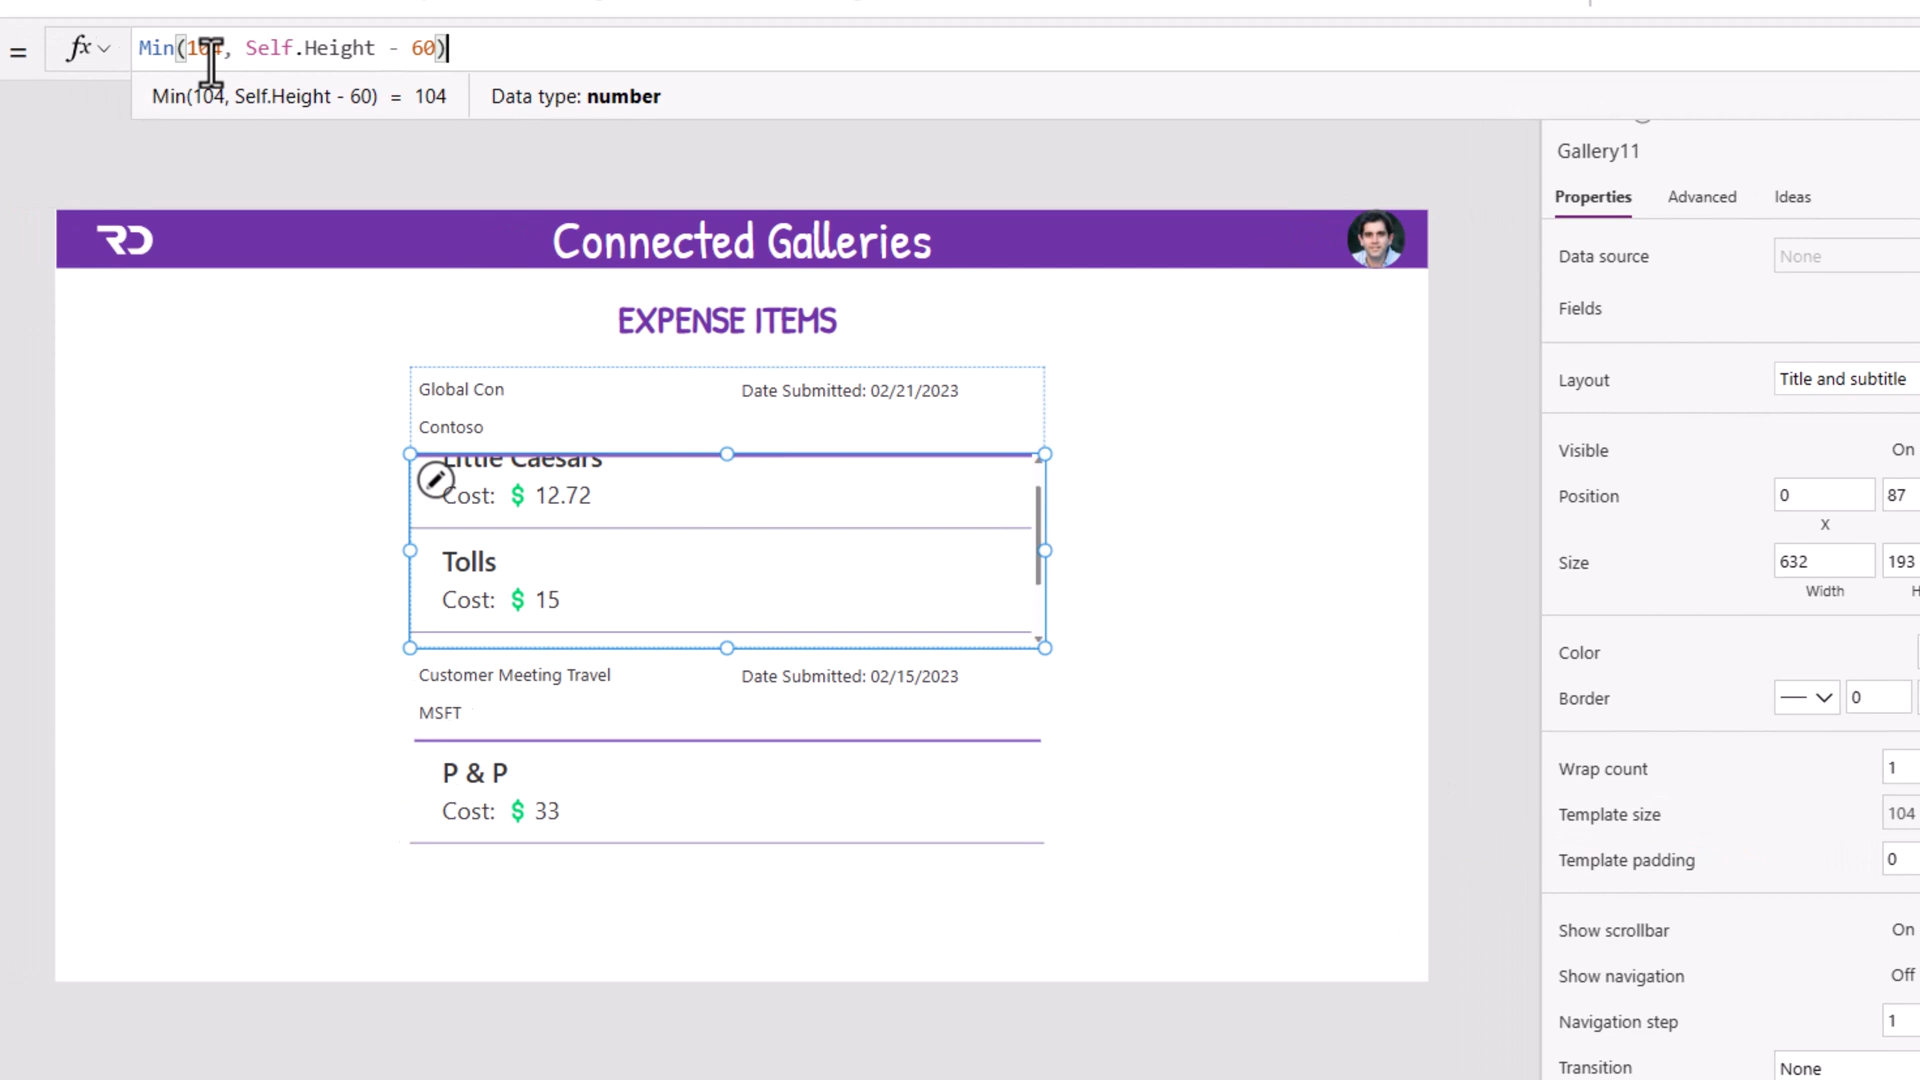 = fx Min(104, Self.Height - 60)
Min(104, Self.Height - 60) = 104 Data type: number
Gallery11
Properties Advanced Ideas
Data source None
Fields
Layout Title and subtitle
Visible On
Position 0 87
X
Size 632 193
Width H
Color
Border 0
Wrap count 1
Template size 104
Template padding 0
Show scrollbar On
Show navigation Off
Navigation step 1
Transition None
RD Connected Galleries
EXPENSE ITEMS
Global Con Date Submitted: 02/21/2023
Contoso
Little Caesars
Cost: $ 12.72
Tolls
Cost: $ 15
Customer Meeting Travel Date Submitted: 02/15/2023
MSFT
P & P
Cost: $ 33